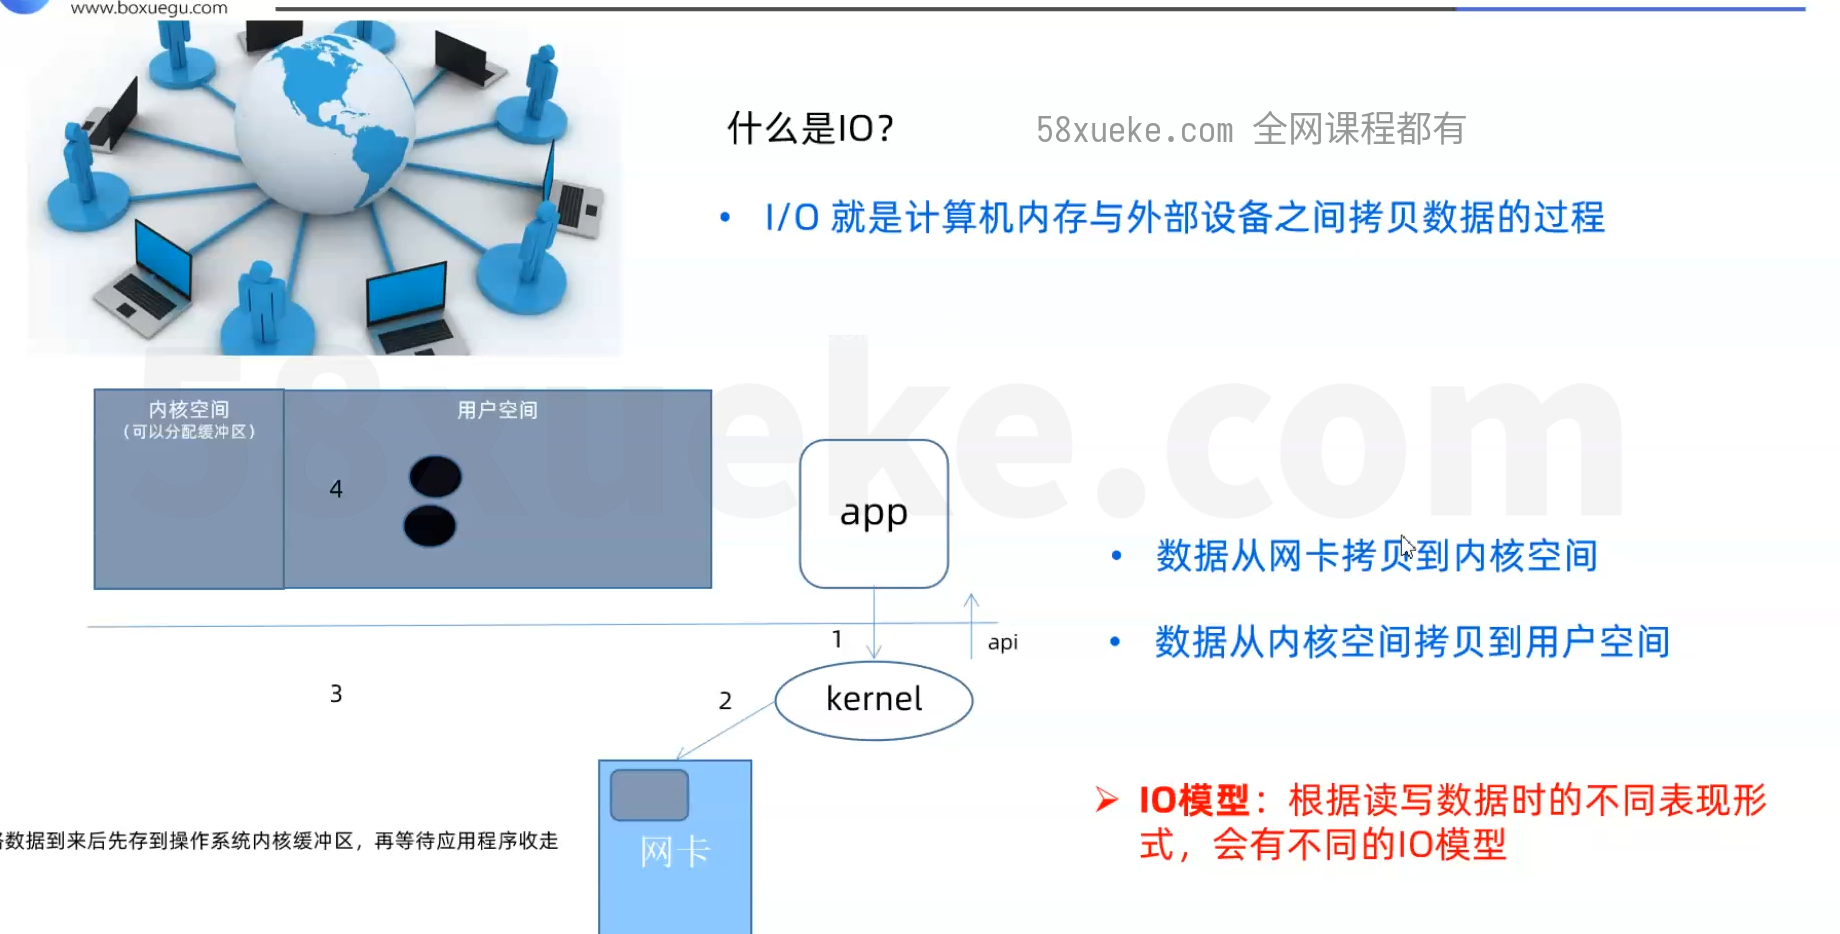 www.boxuegu.com
什么是IO?
58xueke.com 全网课程都有
• I/O 就是计算机内存与外部设备之间拷贝数据的过程
58xueke.com
内核空间
（可以分配缓冲区）
用户空间
4
app
• 数据从网卡拷贝到内核空间
1
api
• 数据从内核空间拷贝到用户空间
3
2
kernel
➢ IO模型：根据读写数据时的不同表现形
式，会有不同的IO模型
数据到来后先存到操作系统内核缓冲区，再等待应用程序收走
网卡